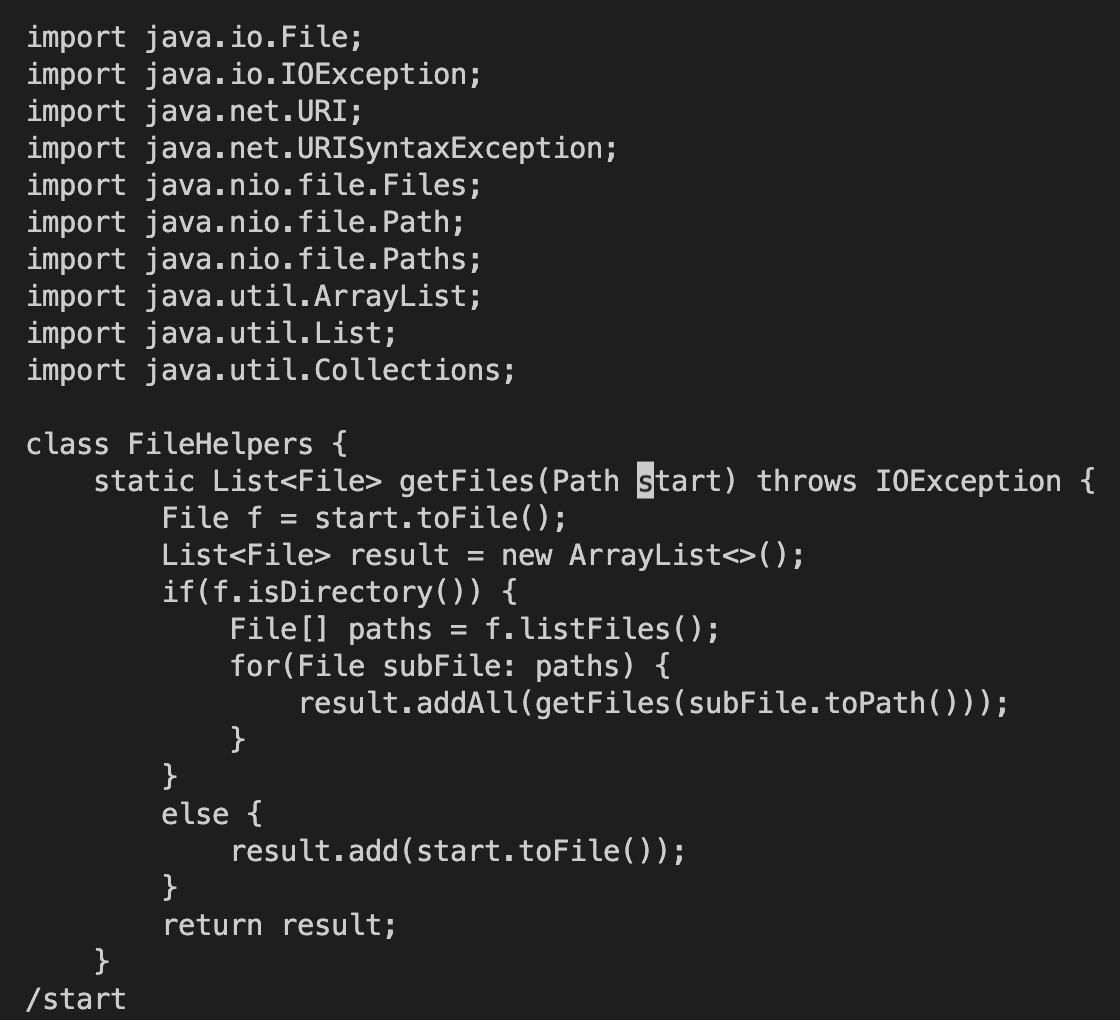 import java.io.File;
import java.io.IOException;
import java.net.URI;
import java.net.URISyntaxException;
import java.nio.file.Files;
import java.nio.file.Path;
import java.nio.file.Paths;
import java.util.ArrayList;
import java.util.List;
import java.util.Collections;

class FileHelpers {
    static List<File> getFiles(Path start) throws IOException {
        File f = start.toFile();
        List<File> result = new ArrayList<>();
        if(f.isDirectory()) {
            File[] paths = f.listFiles();
            for(File subFile: paths) {
                result.addAll(getFiles(subFile.toPath()));
            }
        }
        else {
            result.add(start.toFile());
        }
        return result;
    }
/start